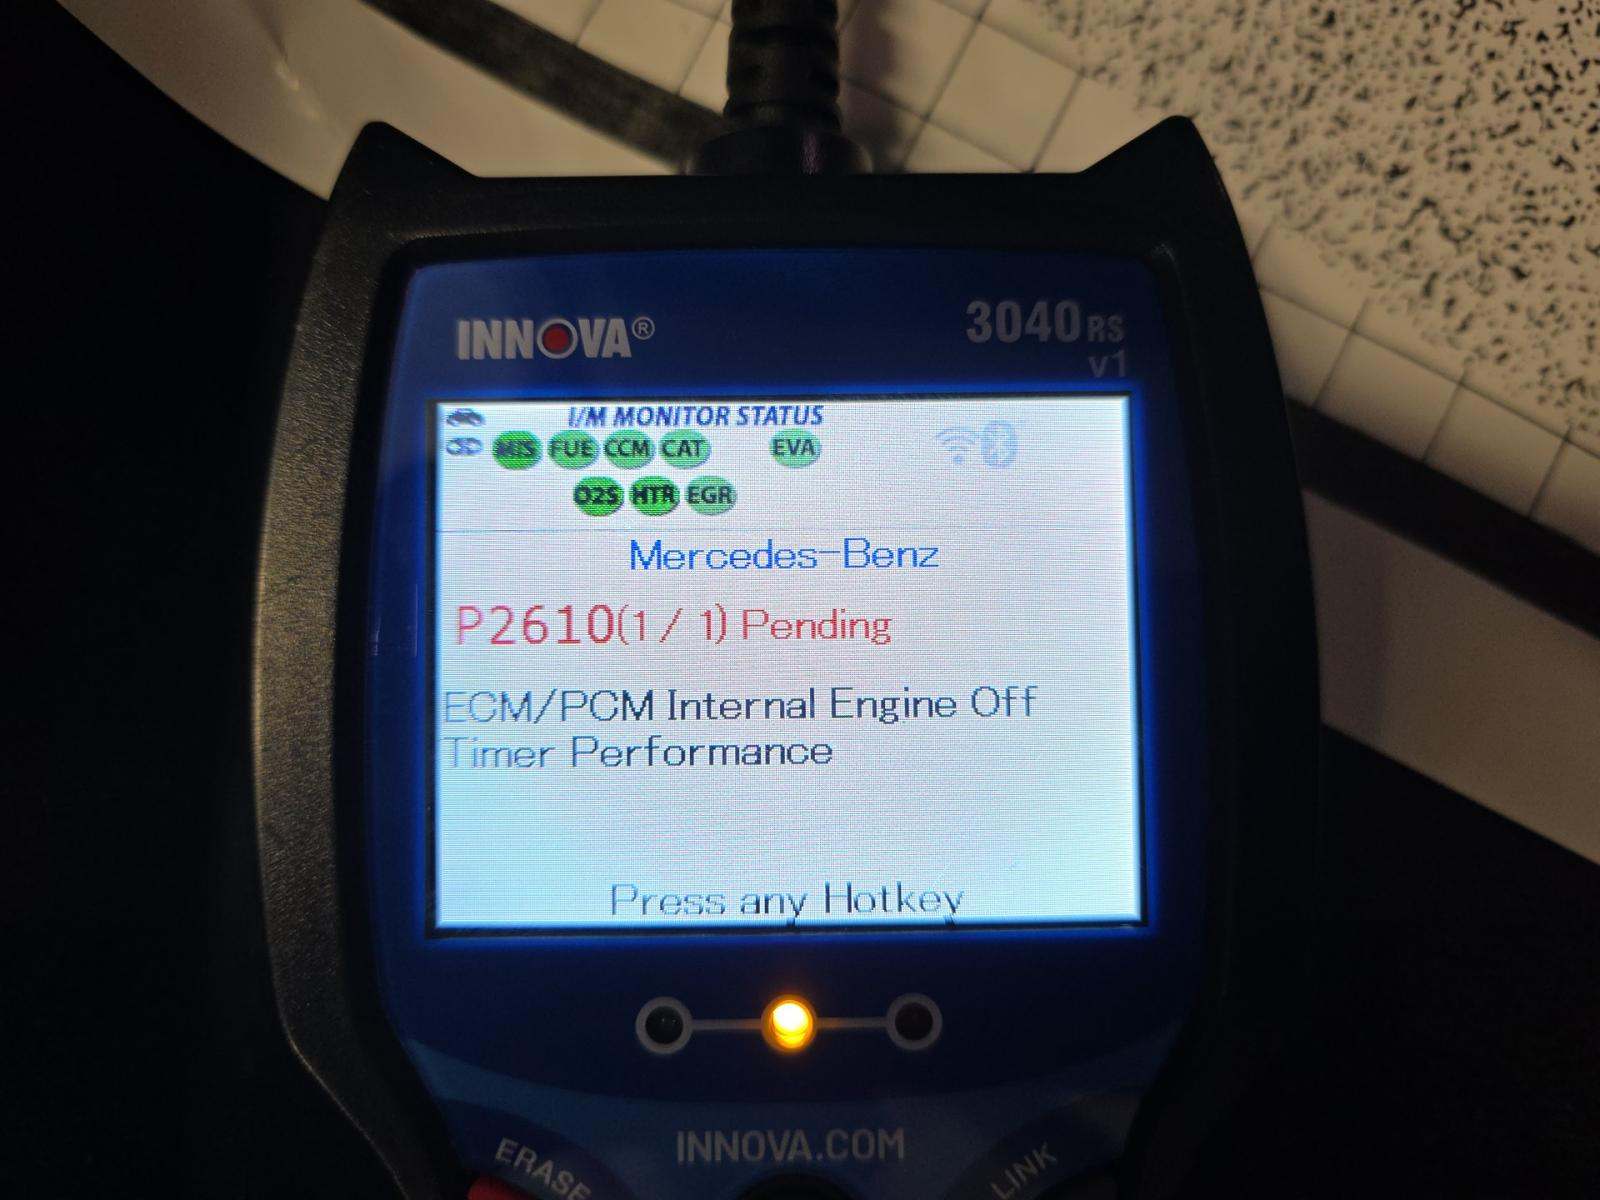 INNOVA®
3040RS
v1
I/M MONITOR STATUS
MIS FUE CCM CAT EVA
O2S HTR EGR
Mercedes-Benz
P2610(1 / 1) Pending
ECM/PCM Internal Engine Off
Timer Performance
Press any Hotkey
INNOVA.COM
ERASE
LINK